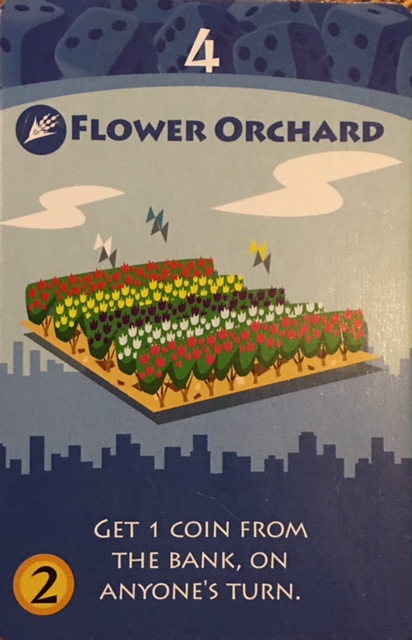 4
FLOWER ORCHARD
GET 1 COIN FROM
THE BANK, ON
ANYONE'S TURN.
2